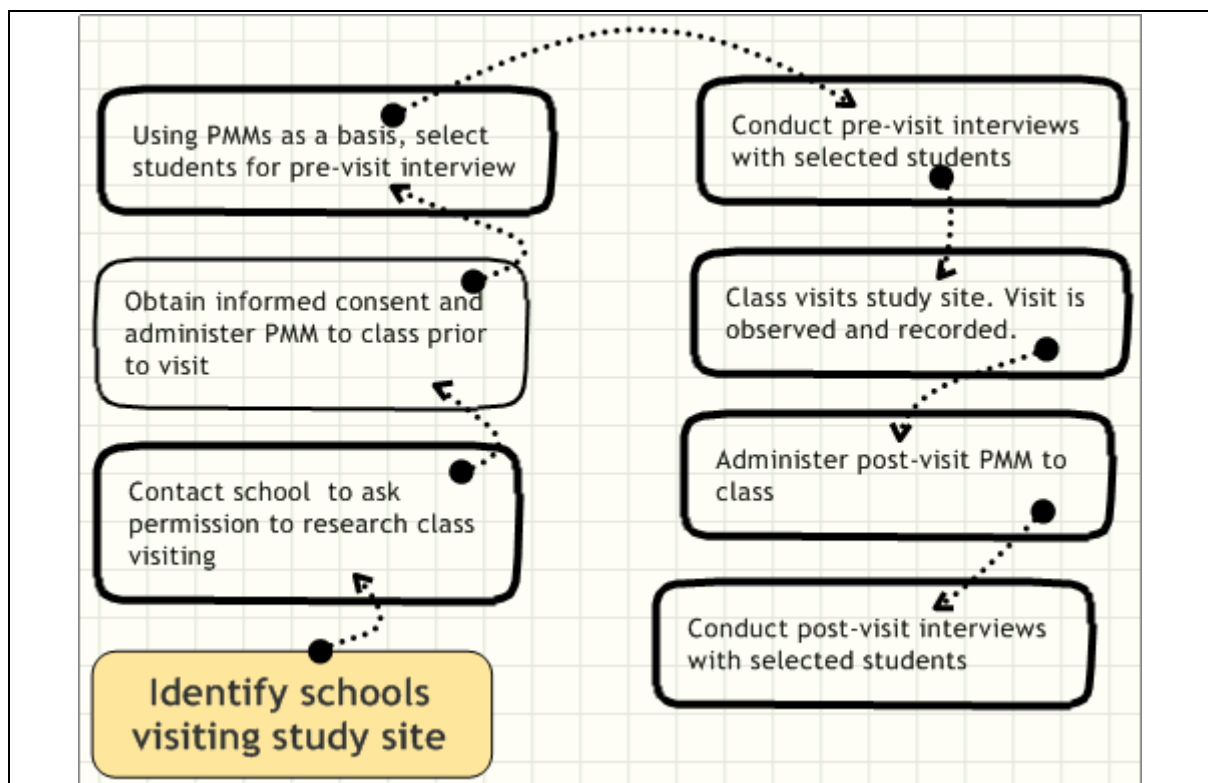 Using PMMs as a basis, select
students for pre-visit interview
Obtain informed consent and
administer PMM to class prior
to visit
Contact school to ask
permission to research class
visiting
Identify schools
visiting study site
Conduct pre-visit interviews
with selected students
Class visits study site. Visit is
observed and recorded.
Administer post-visit PMM to
class
Conduct post-visit interviews
with selected students